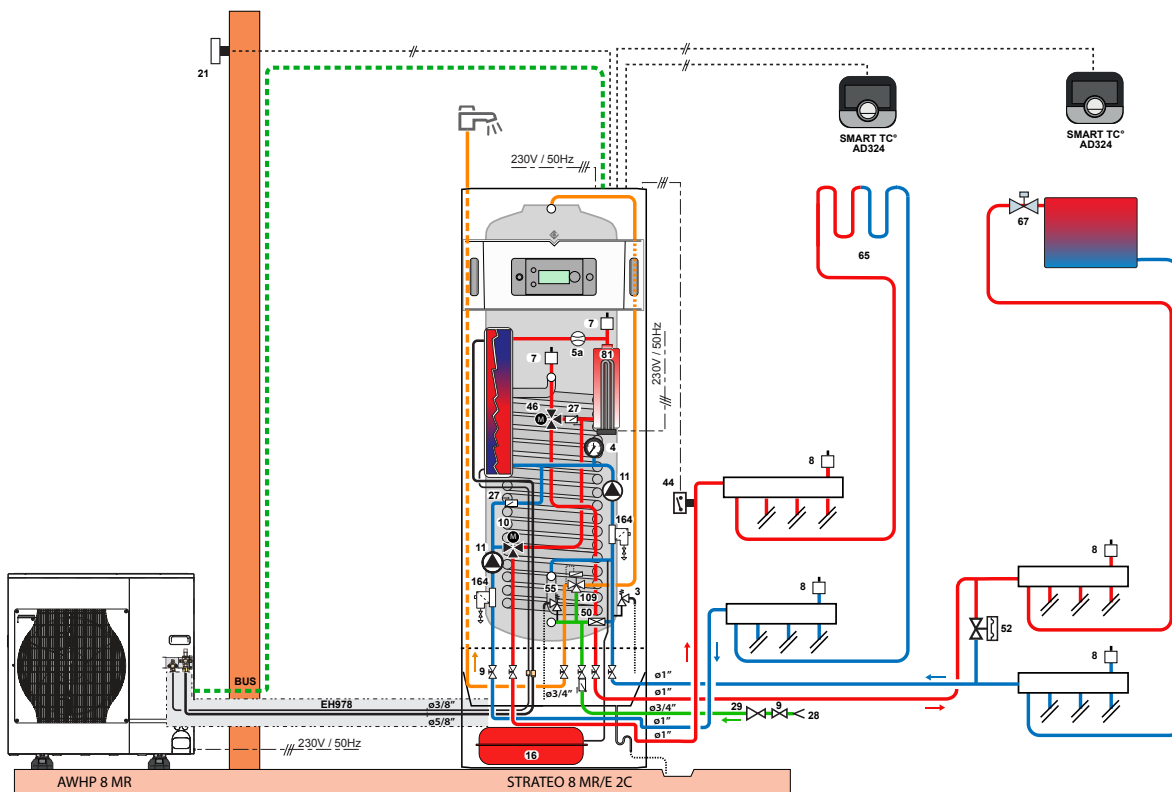 21
SMART TC°
AD324
SMART TC°
AD324
230V / 50Hz
67
65
7
5a
7
81
230V / 50Hz
46
M
27
4
8
11
44
27
10
164
M
11
8
8
55
164
109
3
50
52
8
9
ø1"
BUS
ø3/4"
ø1"
EH978
ø3/8"
ø3/4"
29
9
28
ø5/8"
ø1"
ø1"
230V / 50Hz
16
AWHP 8 MR
STRATEO 8 MR/E 2C